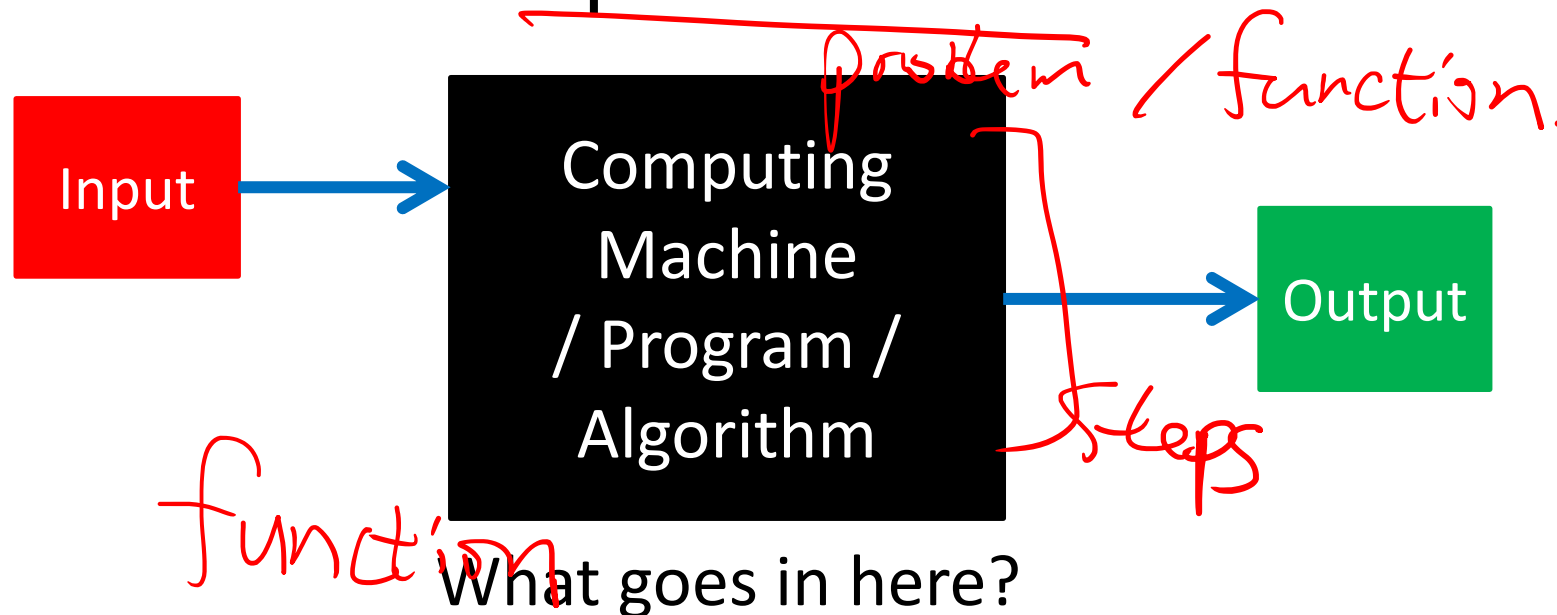 problem / function.
Input
Computing
Machine
/ Program /
Algorithm
Output
steps
function
What goes in here?